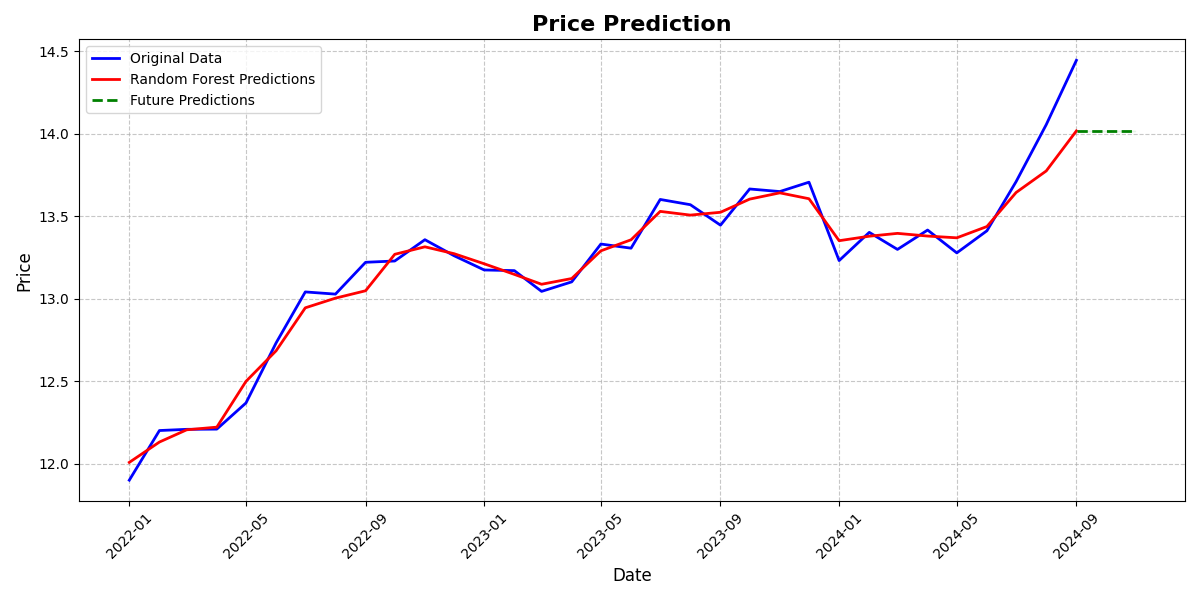 Price Prediction
Original Data
Random Forest Predictions
Future Predictions
Price
14.5
14.0
13.5
13.0
12.5
12.0
2022-01
2022-05
2022-09
2023-01
2023-05
2023-09
2024-01
2024-05
2024-09
Date